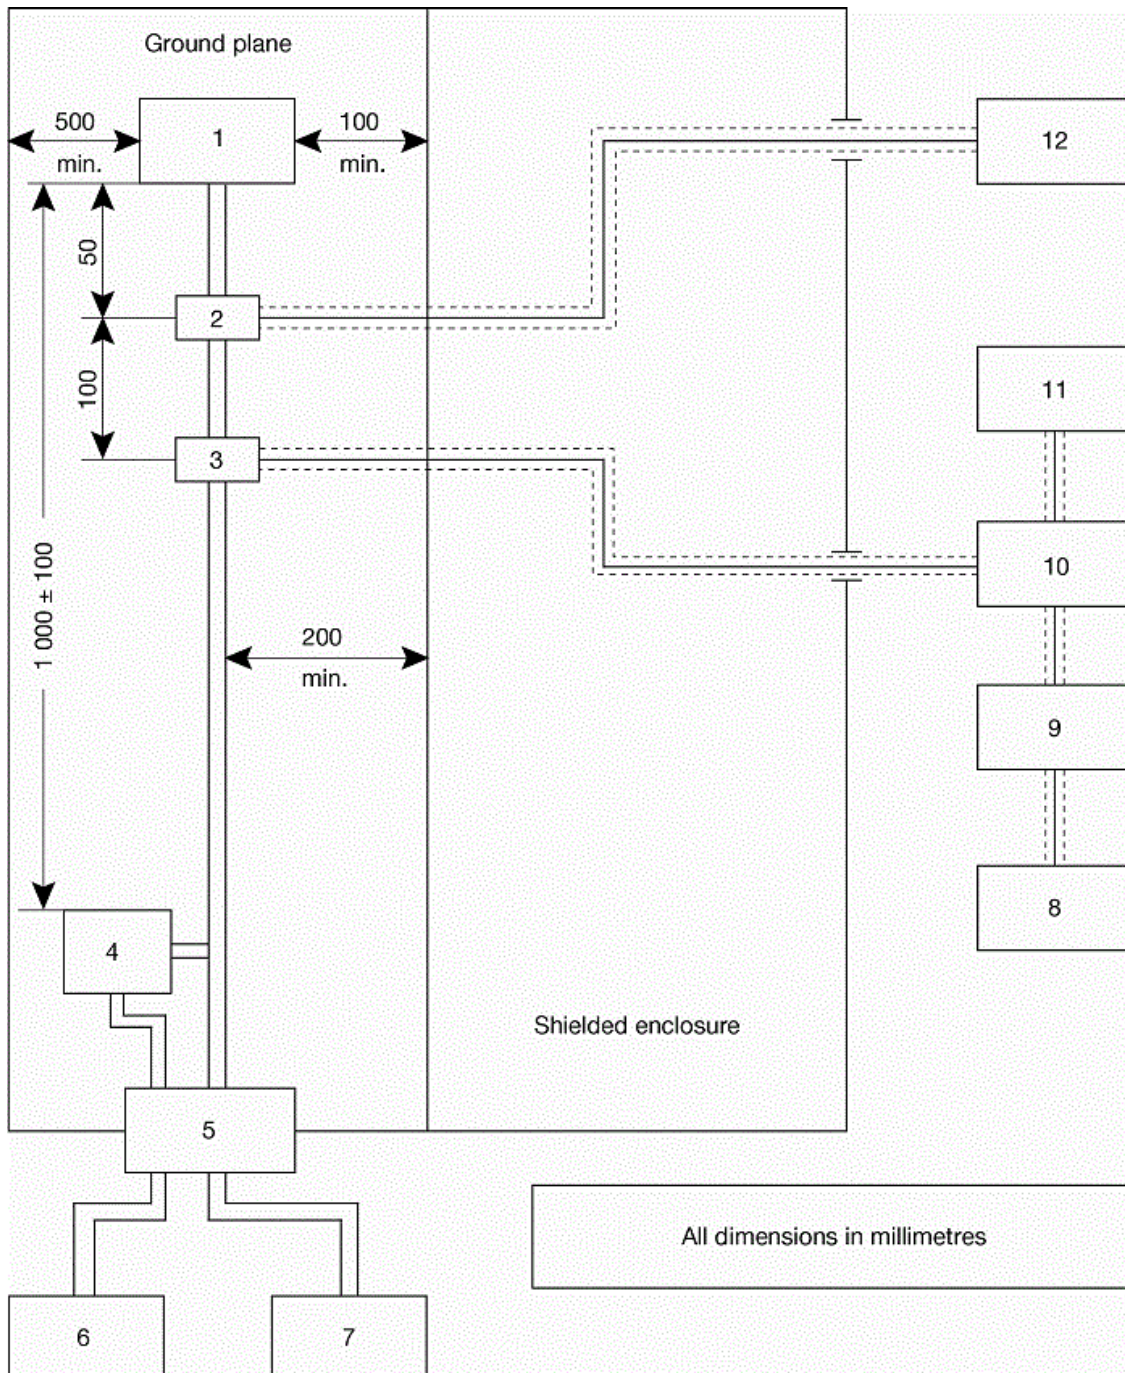 Ground plane
500
min.
1
100
min.
12
50
2
100
11
3
1 000 ± 100
10
200
min.
9
4
8
Shielded enclosure
5
All dimensions in millimetres
6
7